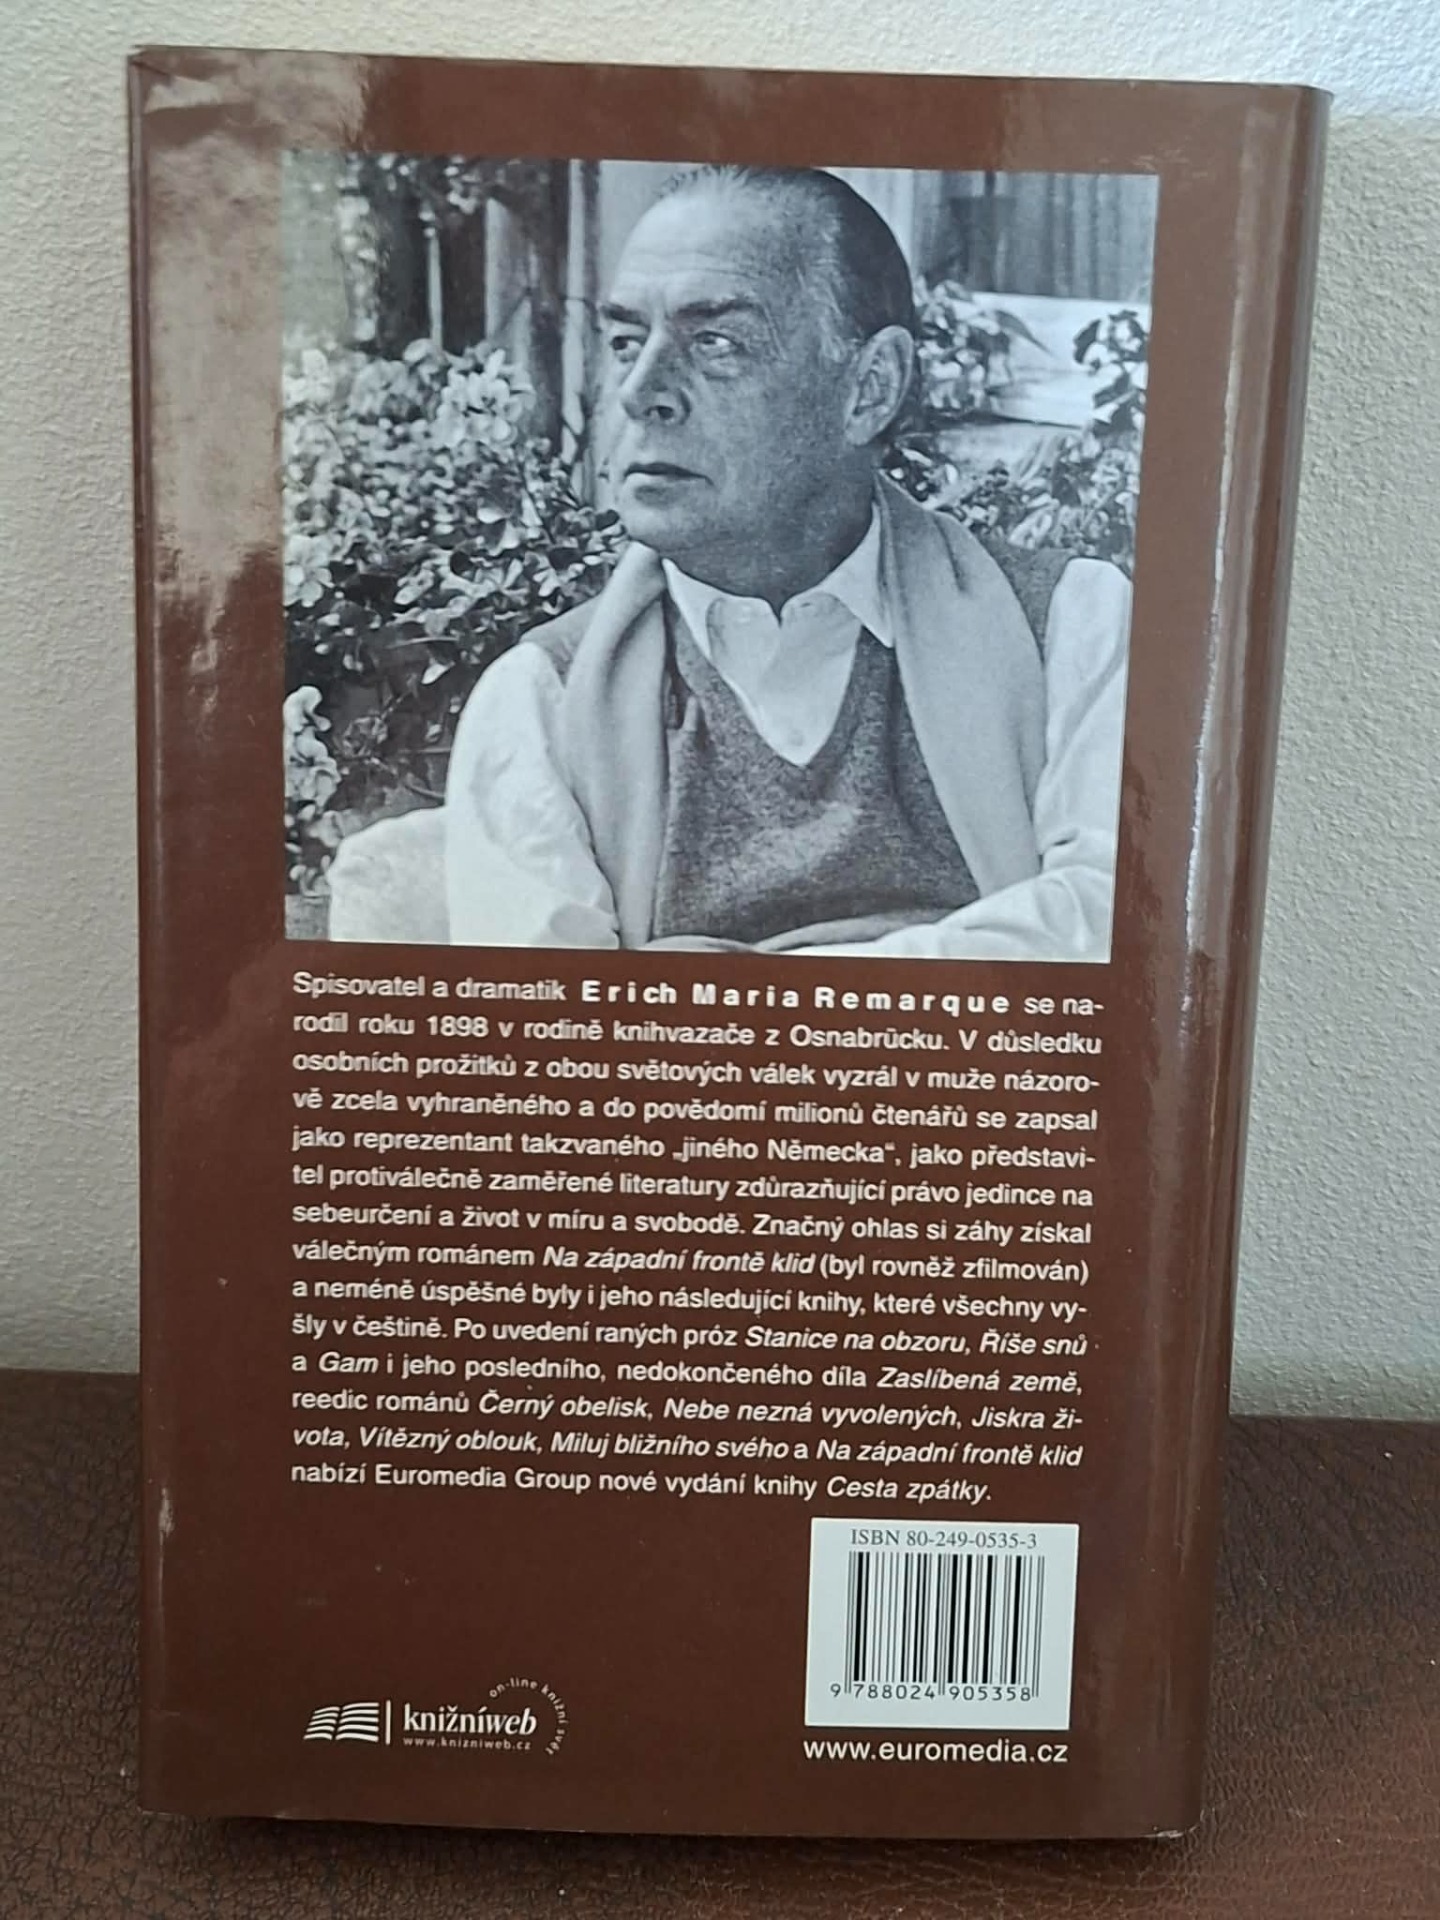 Spisovatel a dramatik Erich Maria Remarque se na-
rodil roku 1898 v rodině knihvazače z Osnabrücku. V důsledku
osobních prožitků z obou světových válek vyzrál v muže názoro-
vě zcela vyhraněného a do povědomí milionů čtenářů se zapsal
jako reprezentant takzvaného „jiného Německa“, jako představi-
tel protiválečně zaměřené literatury zdůrazňující právo jedince na
sebeurčení a život v míru a svobodě. Značný ohlas si záhy získal
válečným románem Na západní frontě klid (byl rovněž zfilmován)
a neméně úspěšné byly i jeho následující knihy, které všechny vy-
šly v češtině. Po uvedení raných próz Stanice na obzoru, Říše snů
a Gam i jeho posledního, nedokončeného díla Zaslíbená země,
reedic románů Černý obelisk, Nebe nezná vyvolených, Jiskra ži-
vota, Vítězný oblouk, Miluj bližního svého a Na západní frontě klid
nabízí Euromedia Group nové vydání knihy Cesta zpátky.
ISBN 80-249-0535-3
9 788024 905358
on-line knižní svět
knižníweb
www.knizniweb.cz
www.euromedia.cz